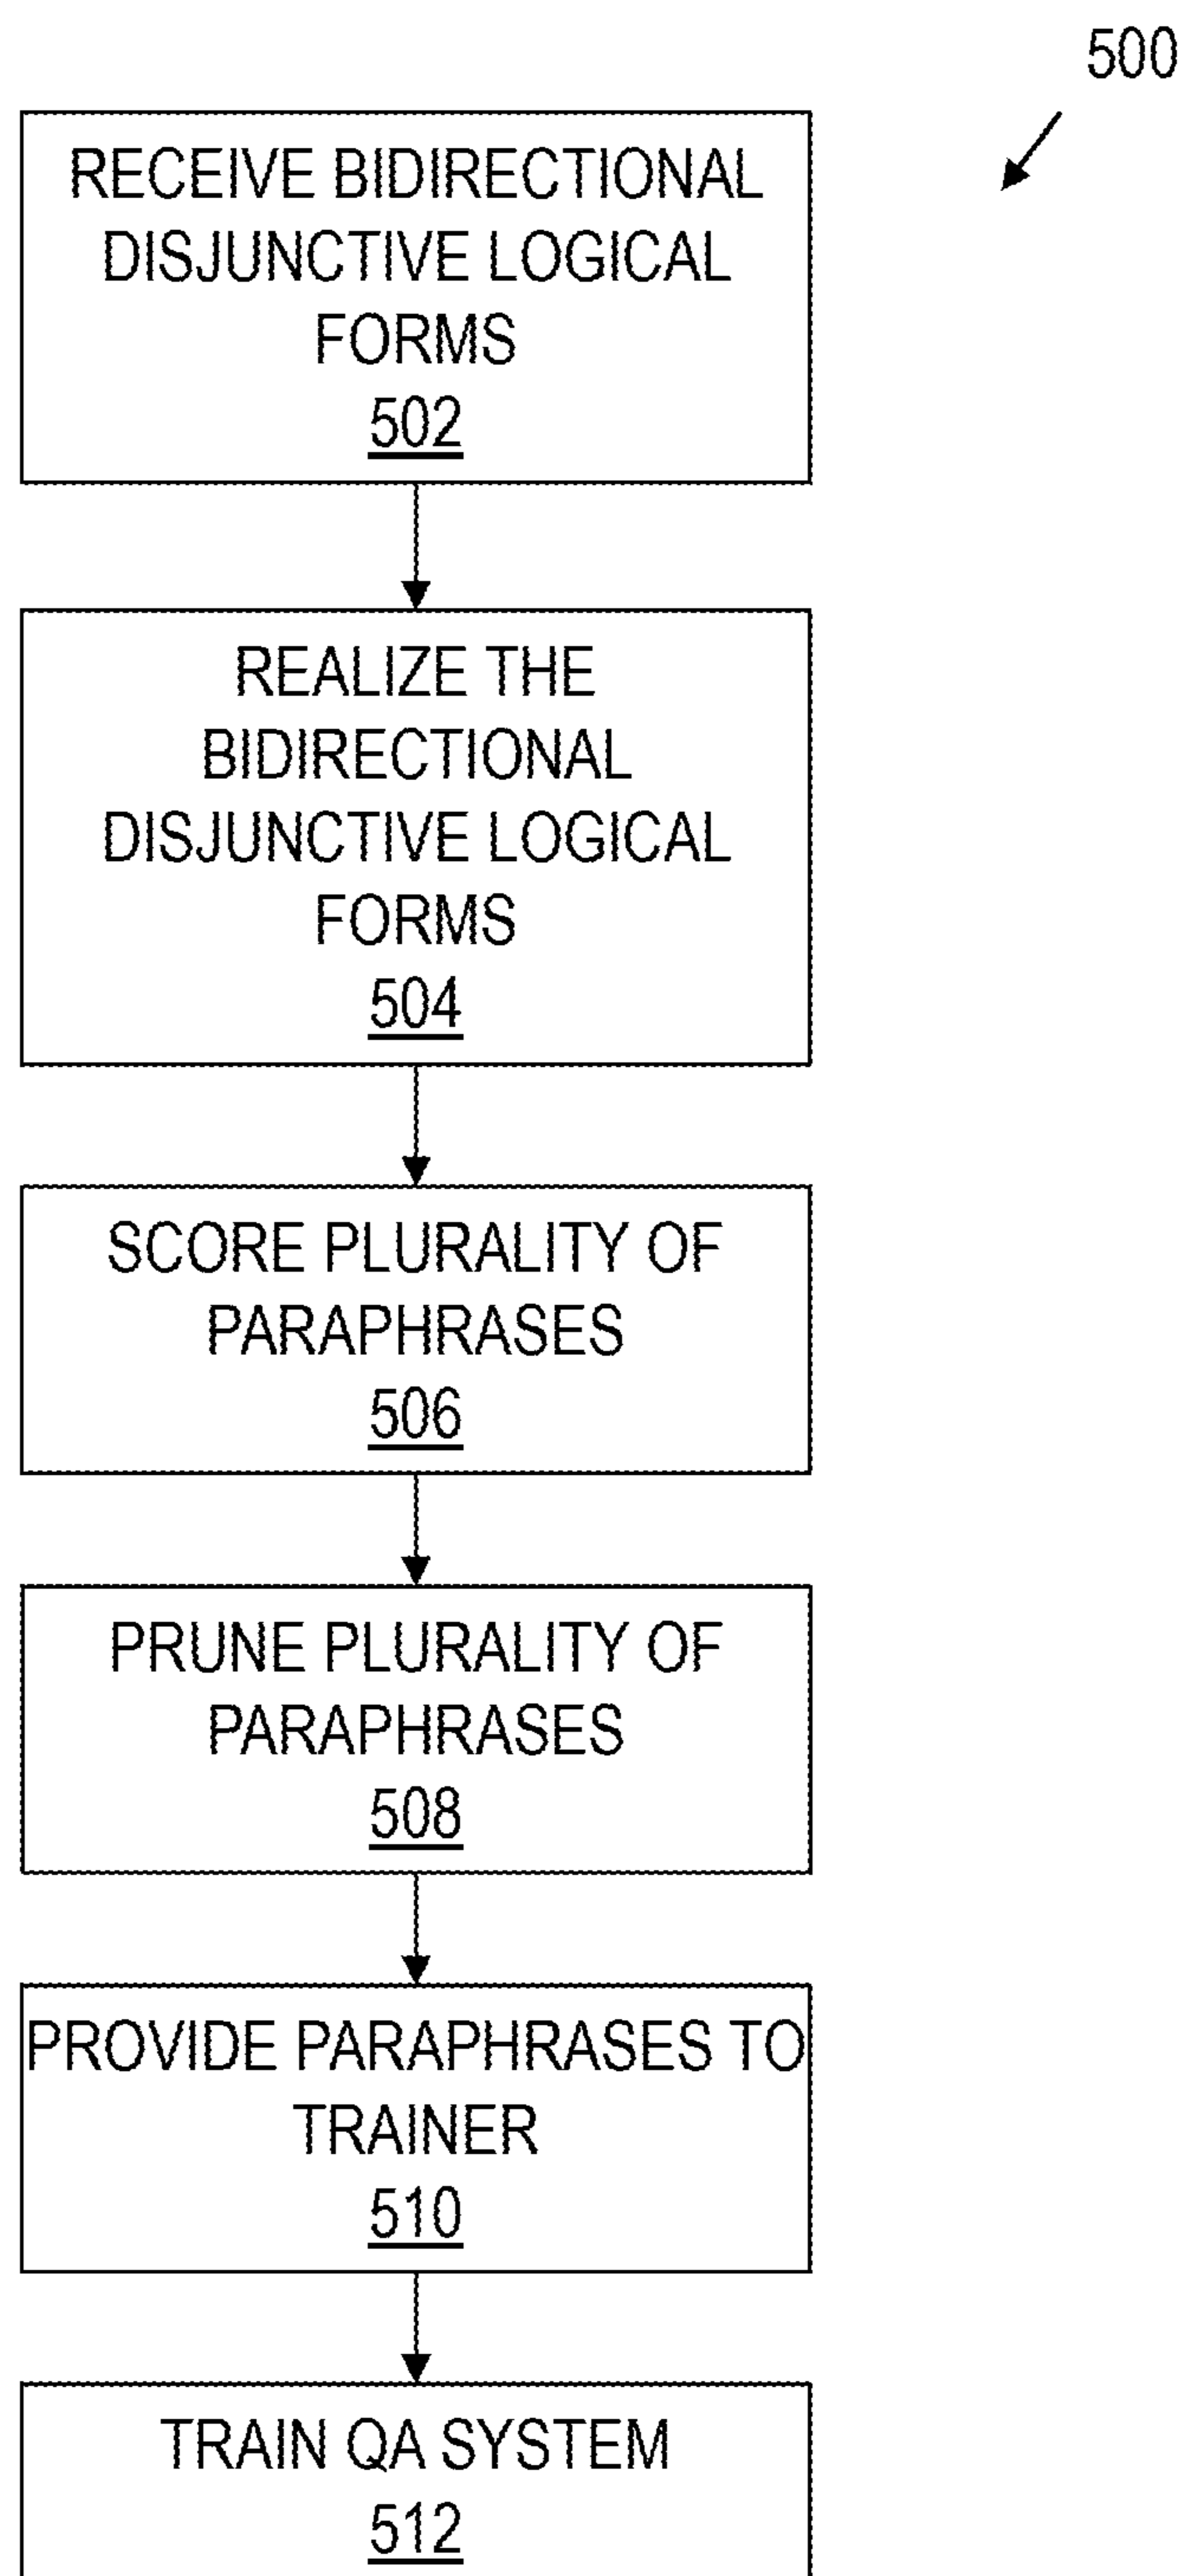 500
RECEIVE BIDIRECTIONAL
DISJUNCTIVE LOGICAL
FORMS
502
REALIZE THE
BIDIRECTIONAL
DISJUNCTIVE LOGICAL
FORMS
504
SCORE PLURALITY OF
PARAPHRASES
506
PRUNE PLURALITY OF
PARAPHRASES
508
PROVIDE PARAPHRASES TO
TRAINER
510
TRAIN QA SYSTEM
512